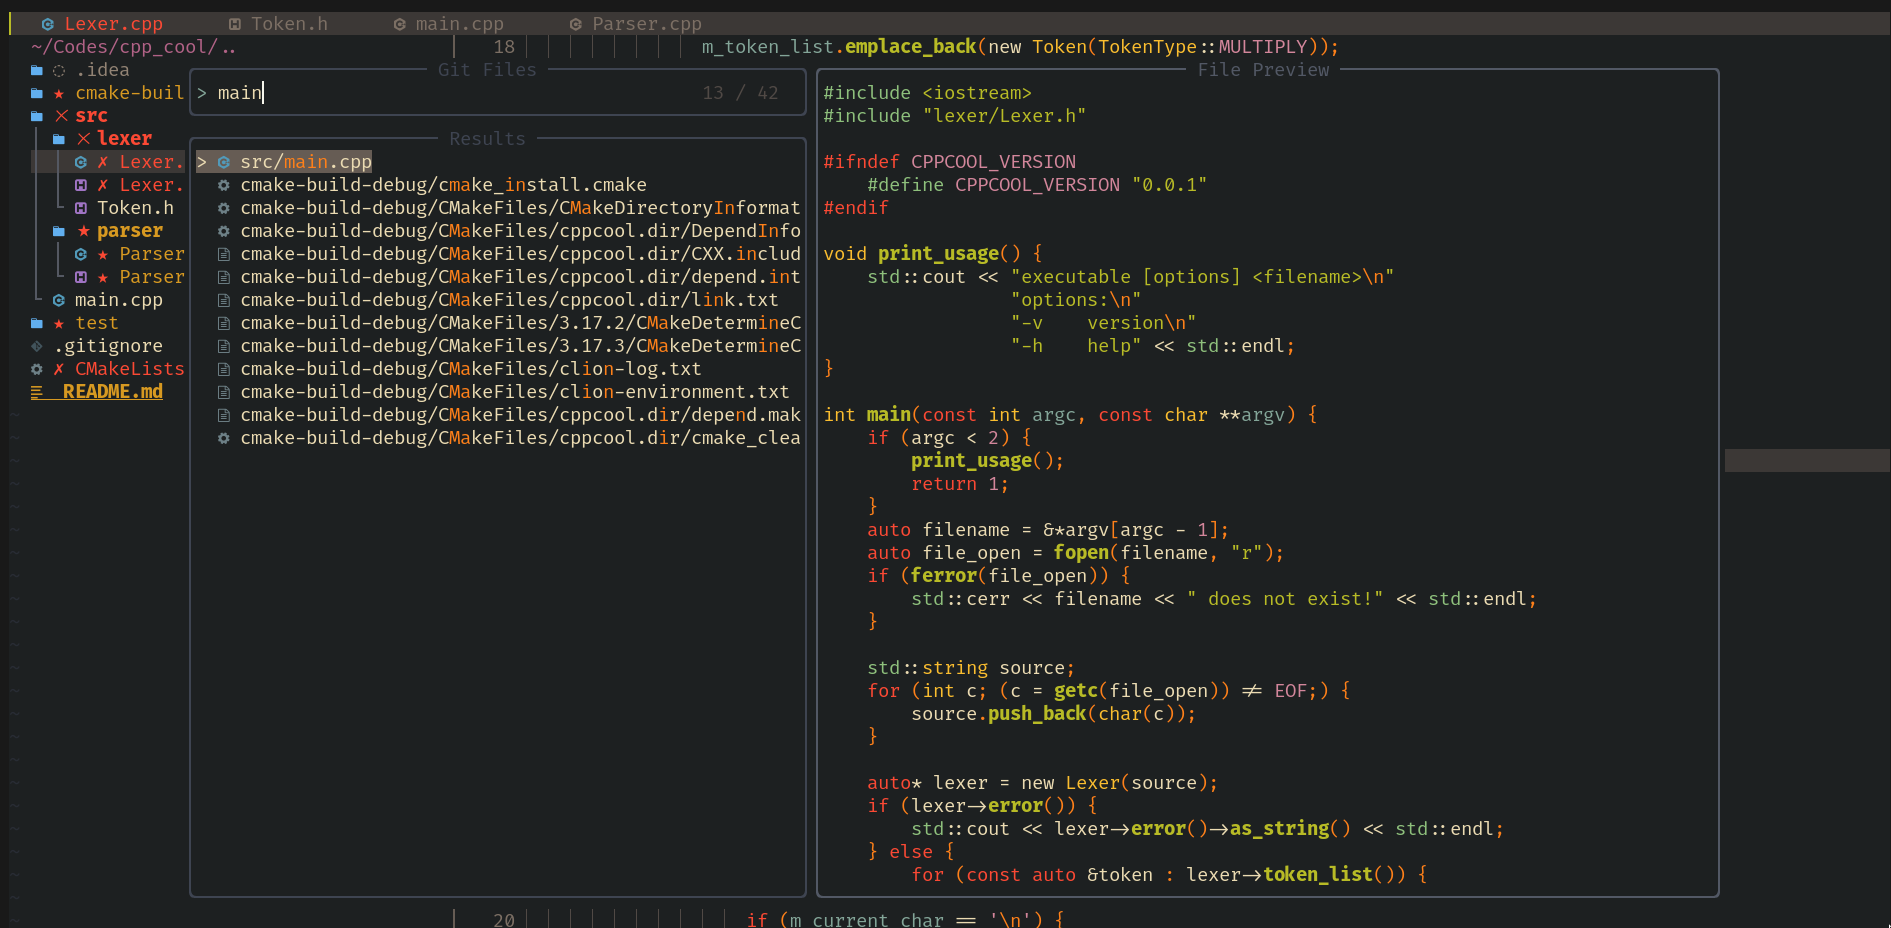 Lexer.cpp Token.h main.cpp Parser.cpp
~/Codes/cpp_cool/..
18 m_token_list.emplace_back(new Token(TokenType::MULTIPLY));
.idea
cmake-buil
src
lexer
Lexer.
Lexer.
Token.h
parser
Parser
Parser
main.cpp
test
.gitignore
CMakeLists
README.md
Git Files
> main 13 / 42
Results
> src/main.cpp
cmake-build-debug/cmake_install.cmake
cmake-build-debug/CMakeFiles/CMakeDirectoryInformat
cmake-build-debug/CMakeFiles/cppcool.dir/DependInfo
cmake-build-debug/CMakeFiles/cppcool.dir/CXX.includ
cmake-build-debug/CMakeFiles/cppcool.dir/depend.int
cmake-build-debug/CMakeFiles/cppcool.dir/link.txt
cmake-build-debug/CMakeFiles/3.17.2/CMakeDetermineC
cmake-build-debug/CMakeFiles/3.17.3/CMakeDetermineC
cmake-build-debug/CMakeFiles/clion-log.txt
cmake-build-debug/CMakeFiles/clion-environment.txt
cmake-build-debug/CMakeFiles/cppcool.dir/depend.mak
cmake-build-debug/CMakeFiles/cppcool.dir/cmake_clea
File Preview
#include <iostream>
#include "lexer/Lexer.h"
#ifndef CPPCOOL_VERSION
#define CPPCOOL_VERSION "0.0.1"
#endif
void print_usage() {
std::cout << "executable [options] <filename>\n"
"options:\n"
"-v    version\n"
"-h    help" << std::endl;
}
int main(const int argc, const char **argv) {
if (argc < 2) {
print_usage();
return 1;
}
auto filename = &*argv[argc - 1];
auto file_open = fopen(filename, "r");
if (ferror(file_open)) {
std::cerr << filename << " does not exist!" << std::endl;
}
std::string source;
for (int c; (c = getc(file_open)) != EOF;) {
source.push_back(char(c));
}
auto* lexer = new Lexer(source);
if (lexer->error()) {
std::cout << lexer->error()->as_string() << std::endl;
} else {
for (const auto &token : lexer->token_list()) {
20 if (m_current_char == '\n') {